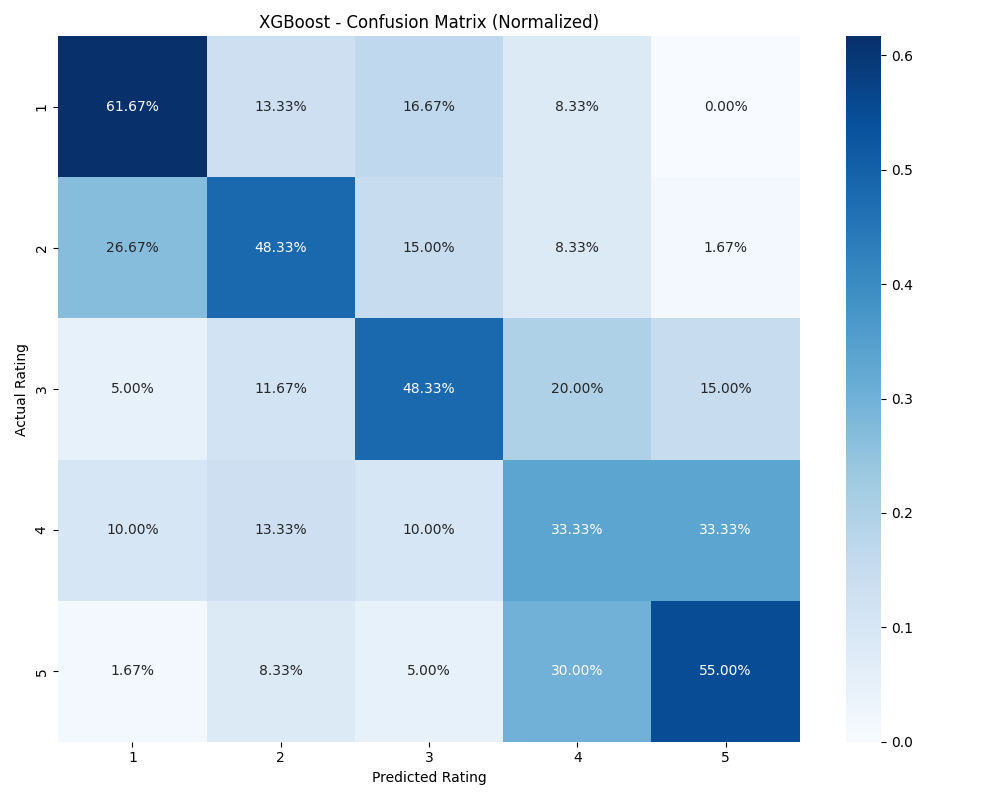 XGBoost - Confusion Matrix (Normalized)
Actual Rating
1 61.67% 13.33% 16.67% 8.33% 0.00%
2 26.67% 48.33% 15.00% 8.33% 1.67%
3 5.00% 11.67% 48.33% 20.00% 15.00%
4 10.00% 13.33% 10.00% 33.33% 33.33%
5 1.67% 8.33% 5.00% 30.00% 55.00%
1 2 3 4 5
Predicted Rating
0.6
0.5
0.4
0.3
0.2
0.1
0.0